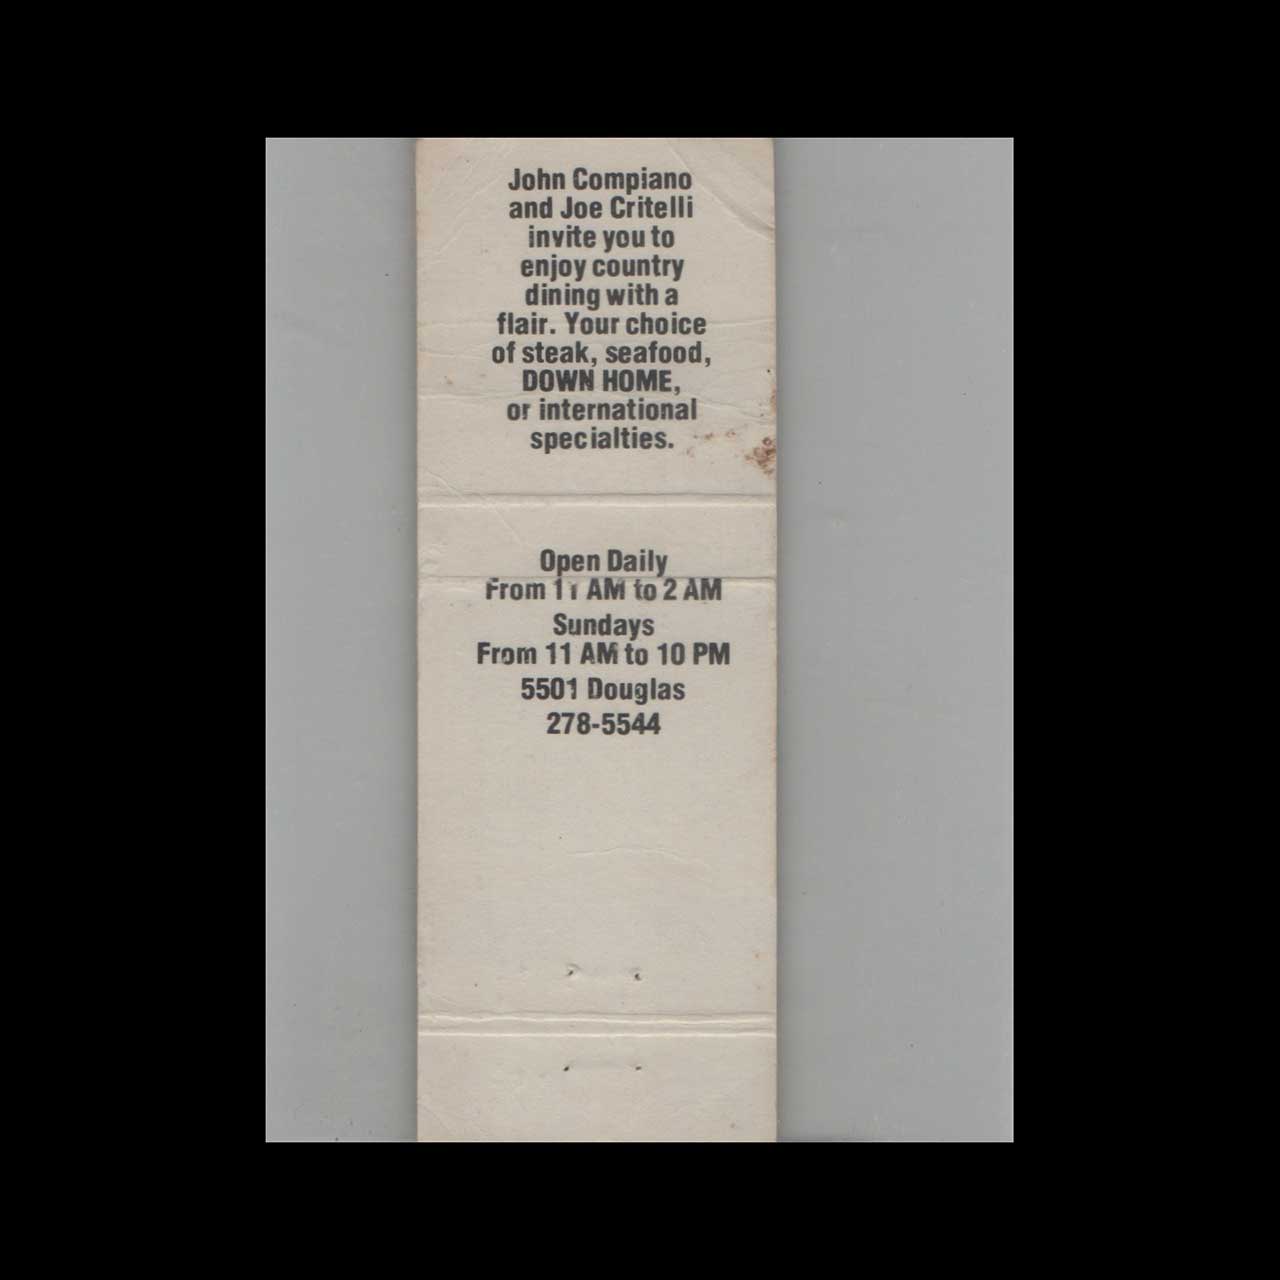 John Compiano
and Joe Critelli
invite you to
enjoy country
dining with a
flair. Your choice
of steak, seafood,
DOWN HOME,
or international
specialties.
Open Daily
From 11 AM to 2 AM
Sundays
From 11 AM to 10 PM
5501 Douglas
278-5544